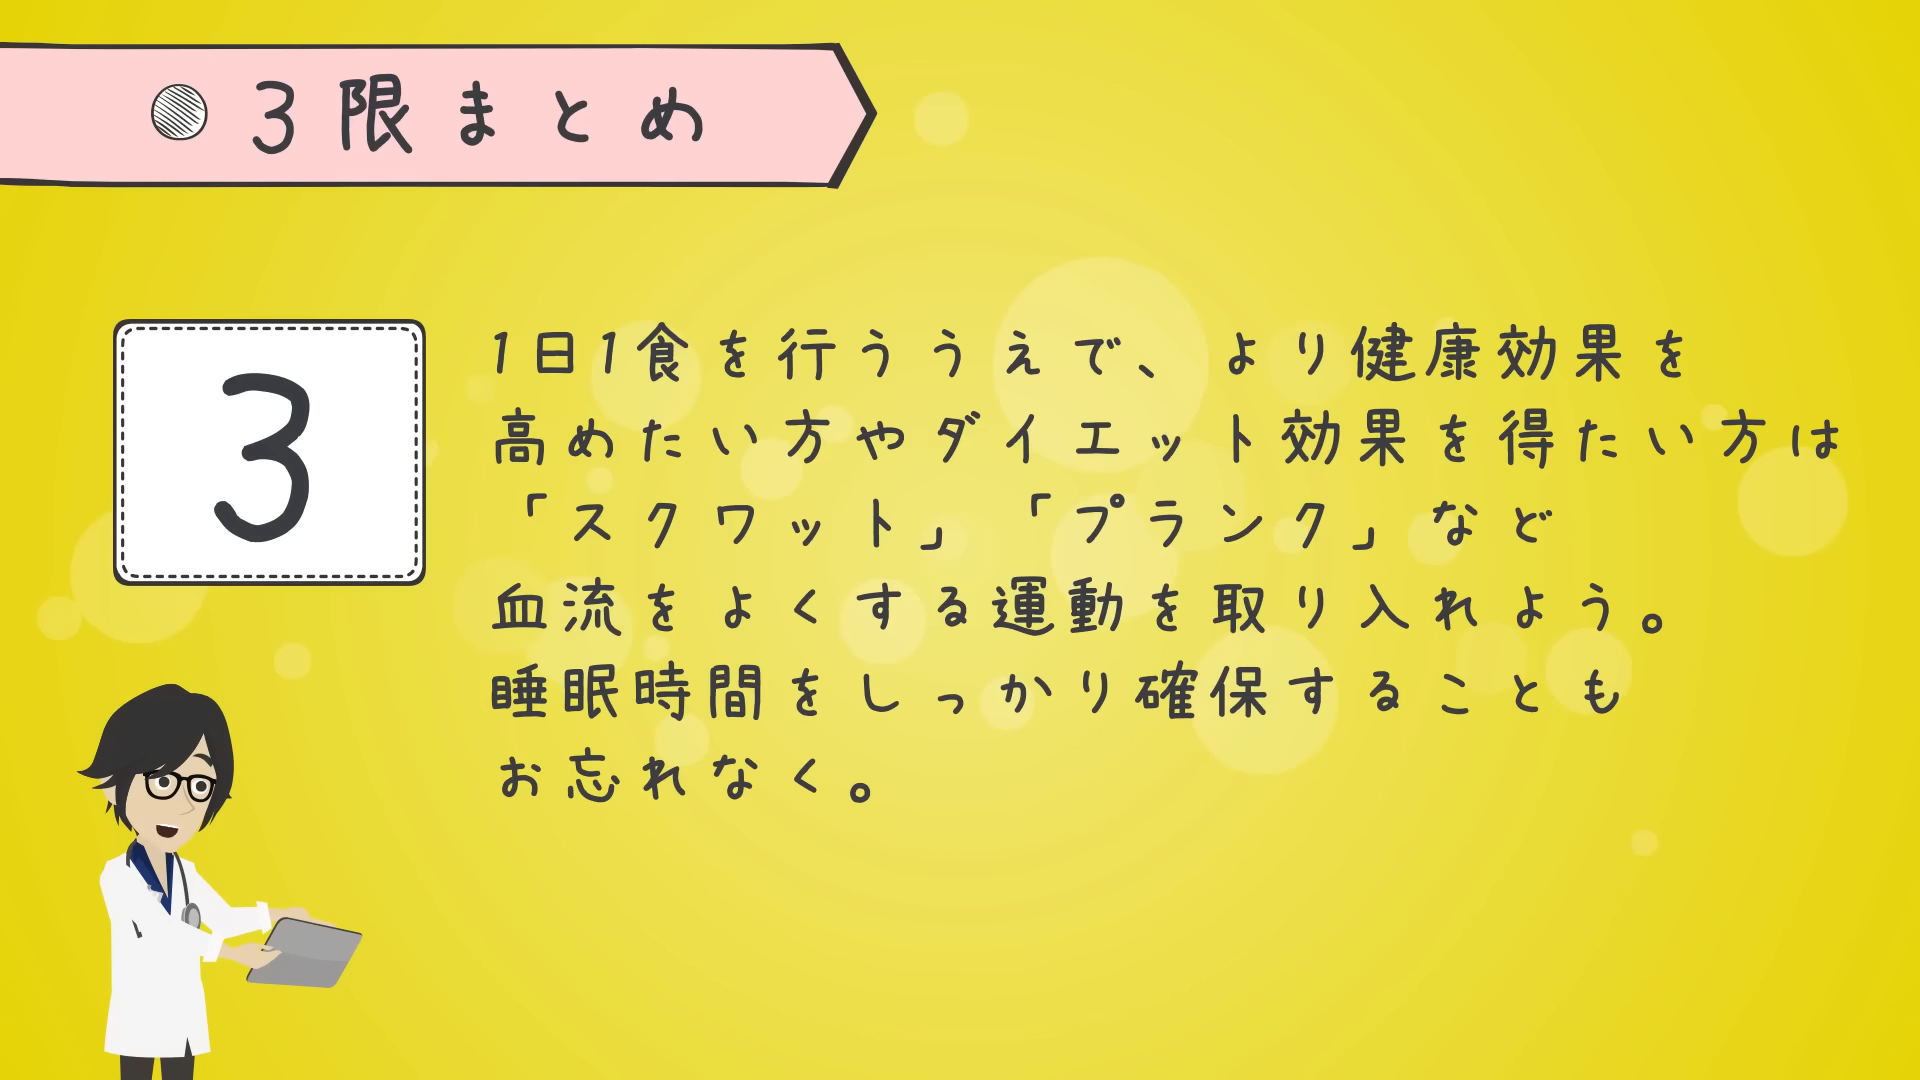 3限まとめ
3
1日1食を行ううえで、より健康効果を
高めたい方やダイエット効果を得たい方は
「スクワット」「プランク」など
血流をよくする運動を取り入れよう。
睡眠時間をしっかり確保することも
お忘れなく。